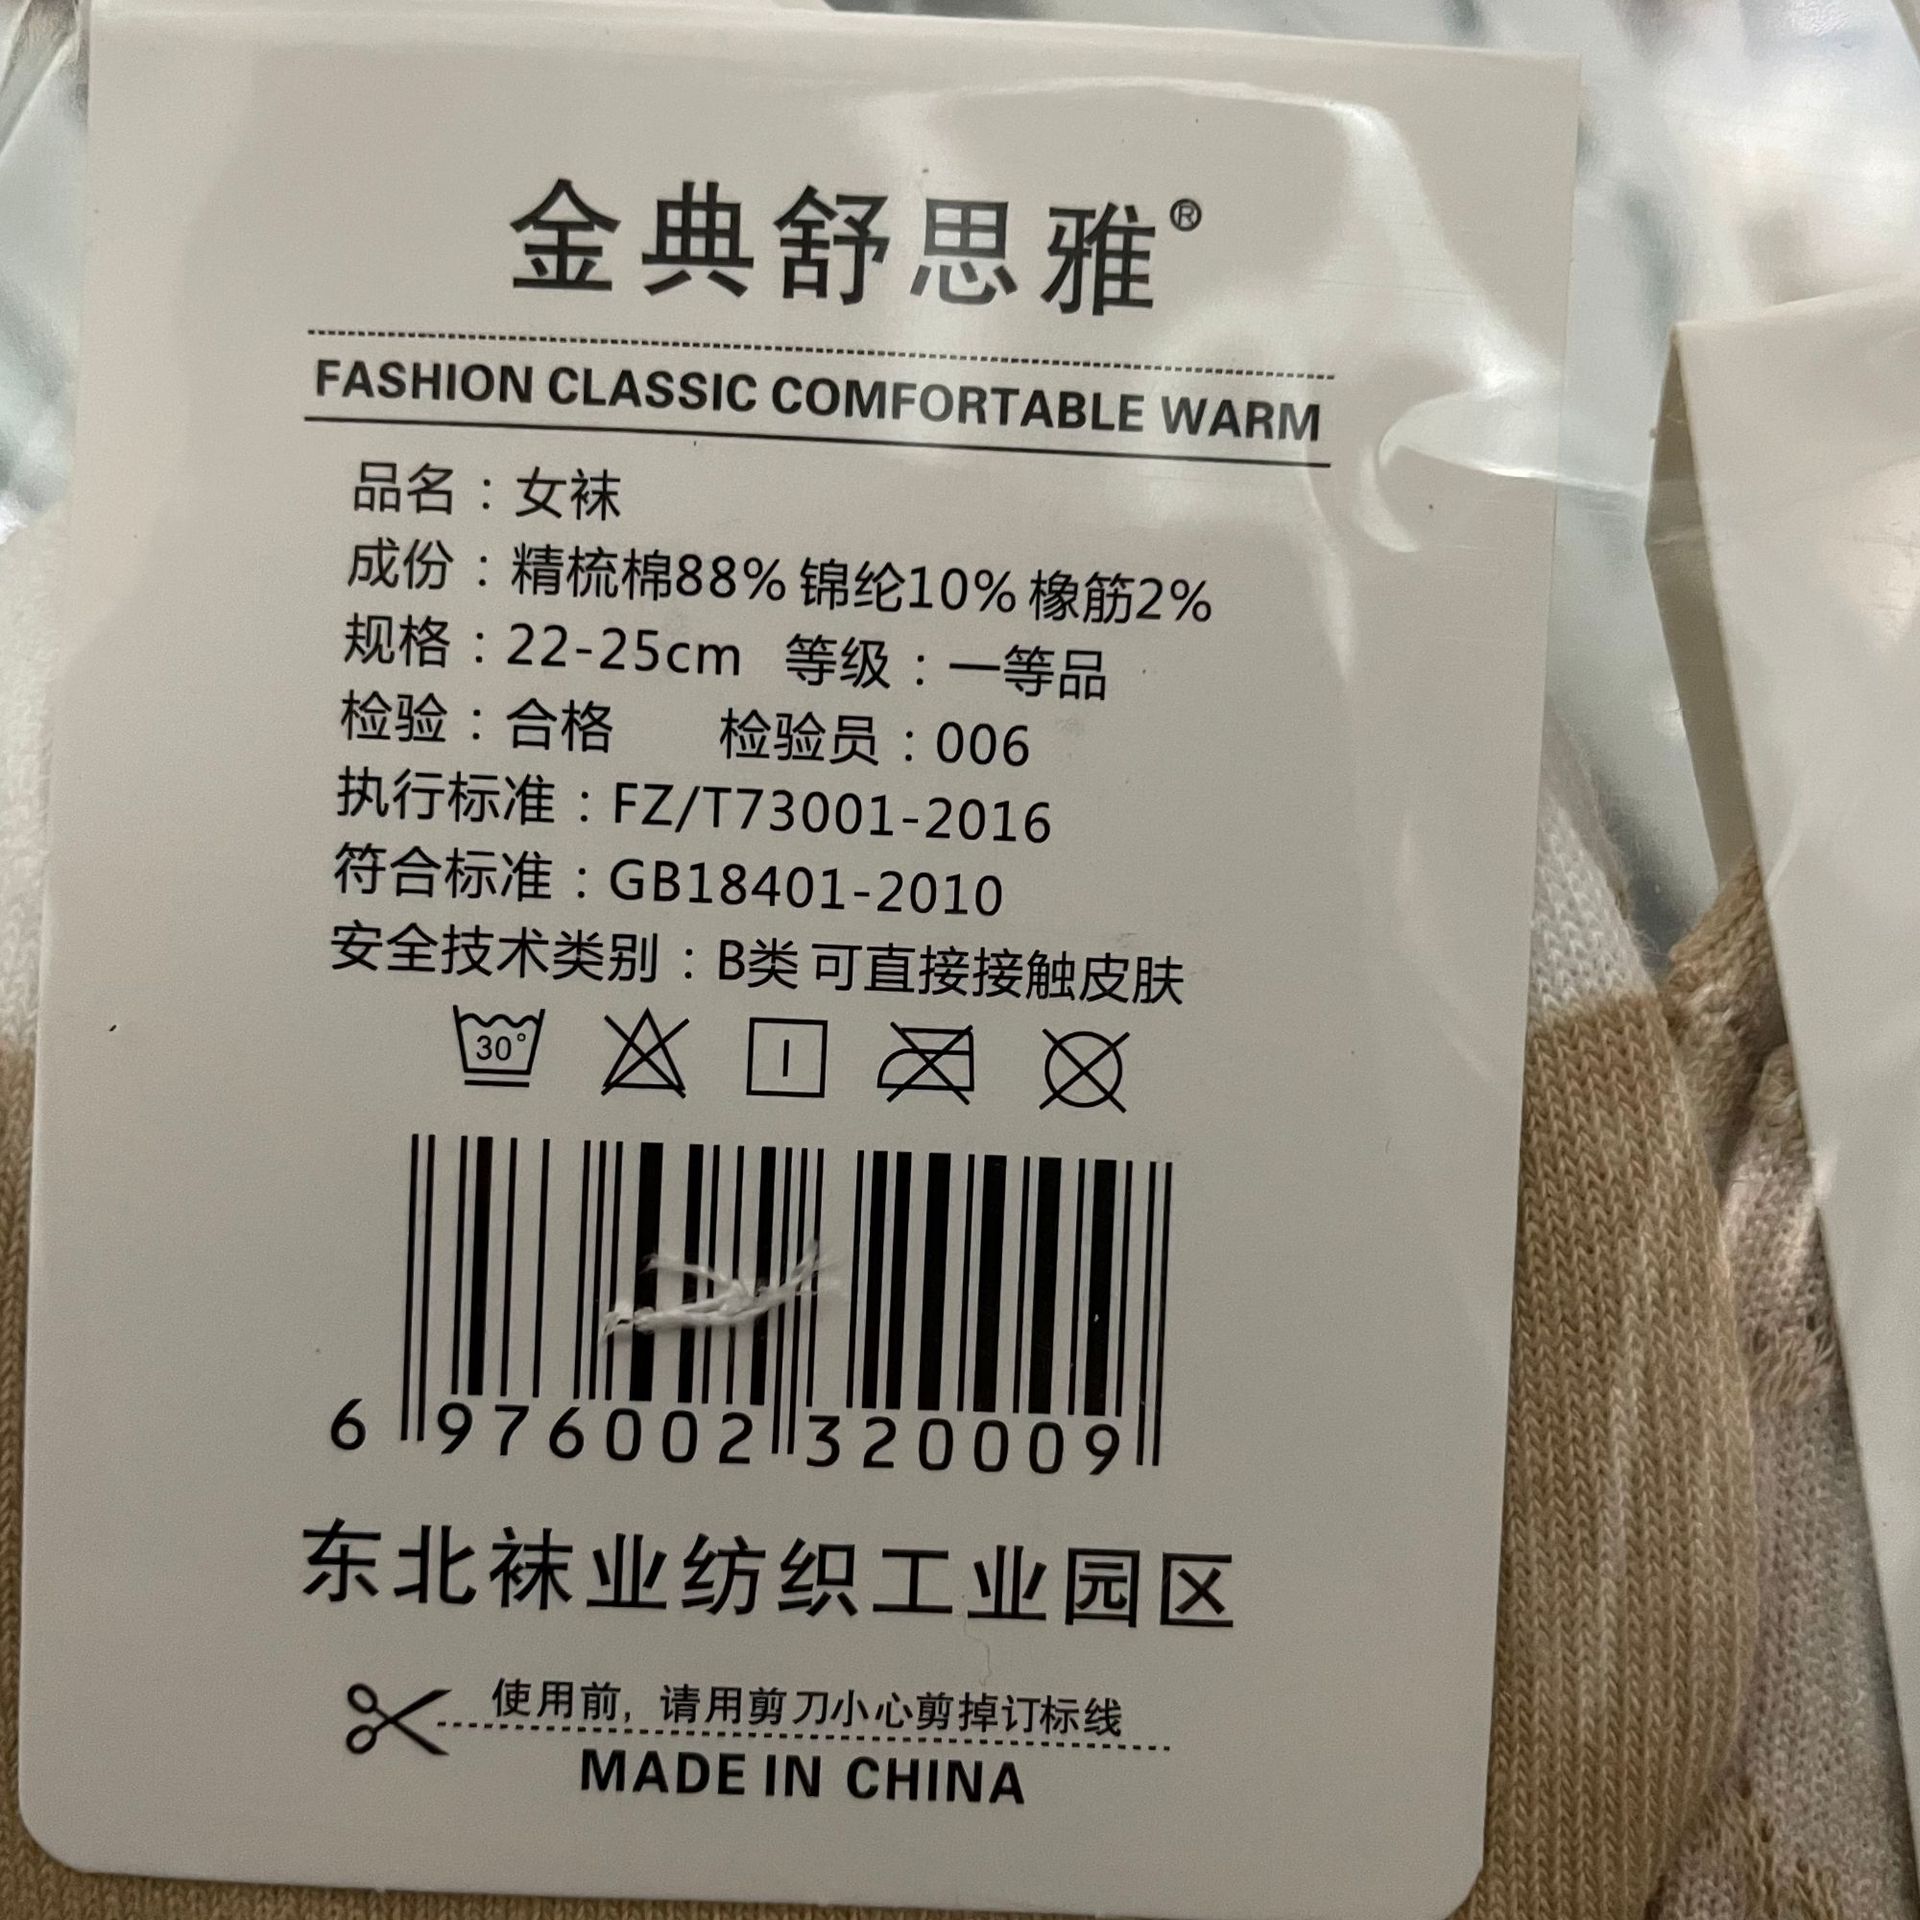 金典舒思雅®
FASHION CLASSIC COMFORTABLE WARM
品名：女袜
成份：精梳棉88% 锦纶10% 橡筋2%
规格：22-25cm 等级：一等品
检验：合格 检验员：006
执行标准：FZ/T73001-2016
符合标准：GB18401-2010
安全技术类别：B类 可直接接触皮肤
30°
6 976002 320009
东北袜业纺织工业园区
使用前, 请用剪刀小心剪掉订标线
MADE IN CHINA